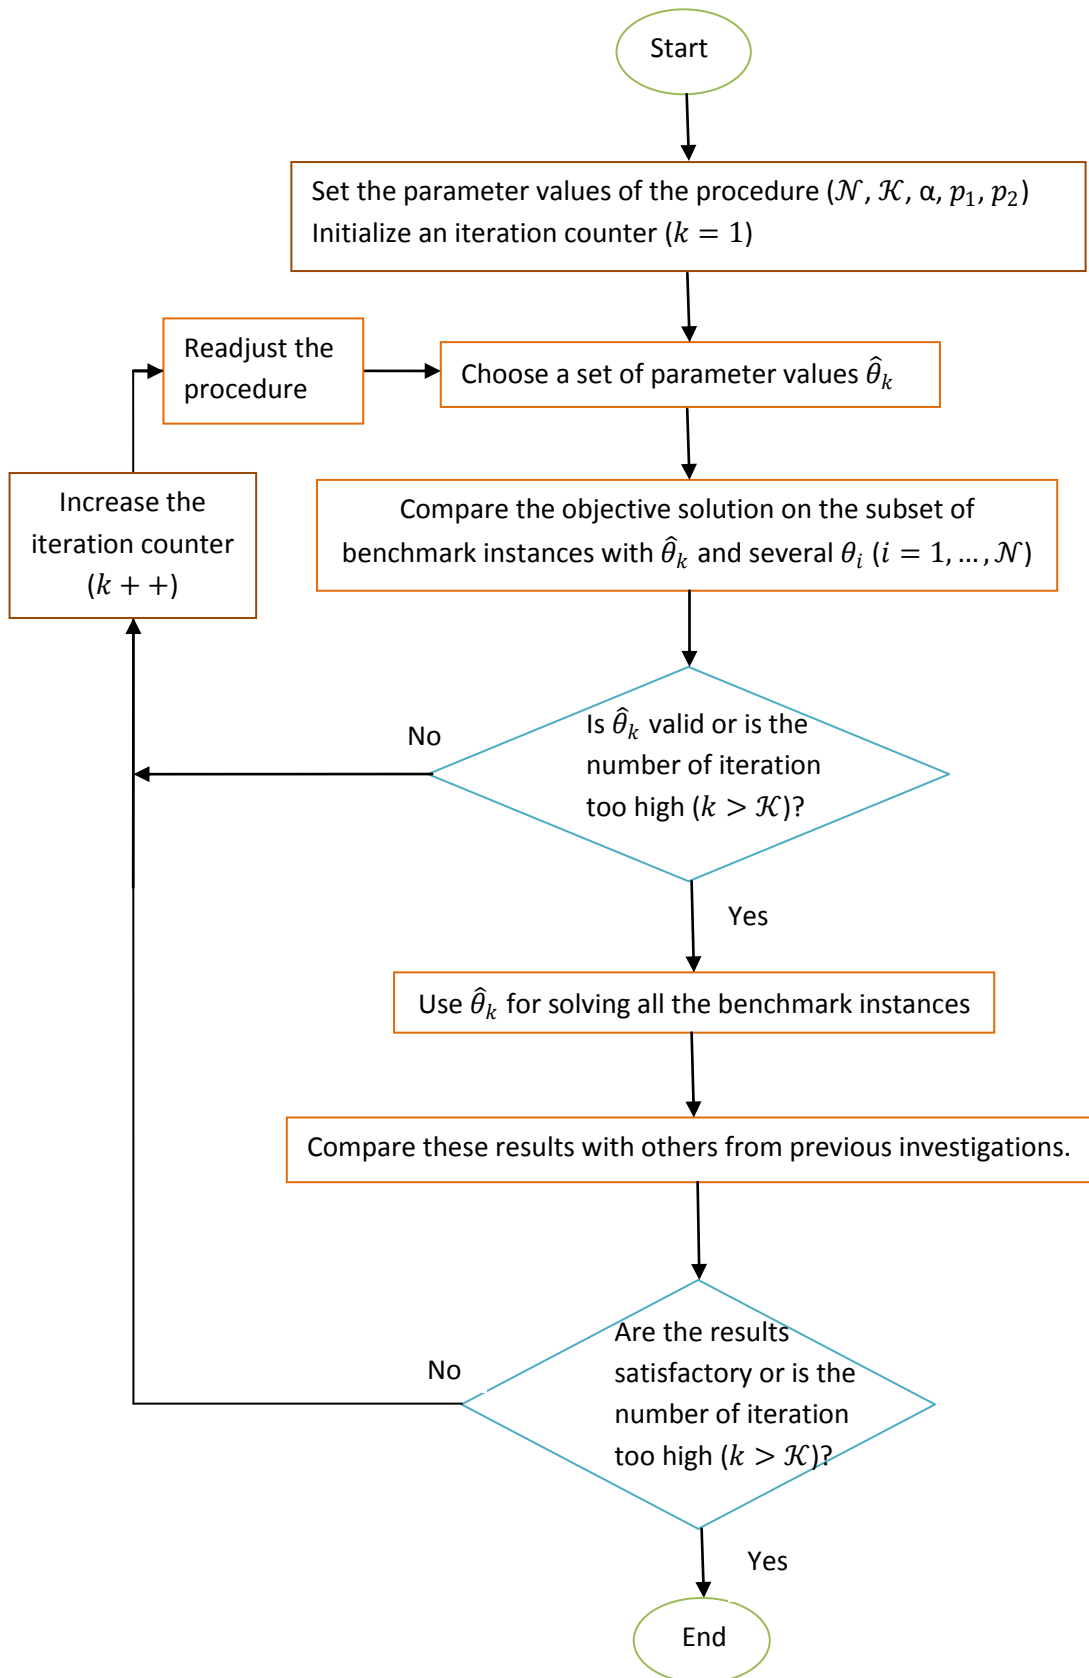 Start
Set the parameter values of the procedure (𝒩, 𝒦, α, p₁, p₂)
Initialize an iteration counter (k = 1)
Readjust the
procedure
Choose a set of parameter values θ̂ₖ
Increase the
iteration counter
(k + +)
Compare the objective solution on the subset of
benchmark instances with θ̂ₖ and several θᵢ (i = 1, … , 𝒩)
No
Is θ̂ₖ valid or is the
number of iteration
too high (k > 𝒦)?
Yes
Use θ̂ₖ for solving all the benchmark instances
Compare these results with others from previous investigations.
No
Are the results
satisfactory or is the
number of iteration
too high (k > 𝒦)?
Yes
End